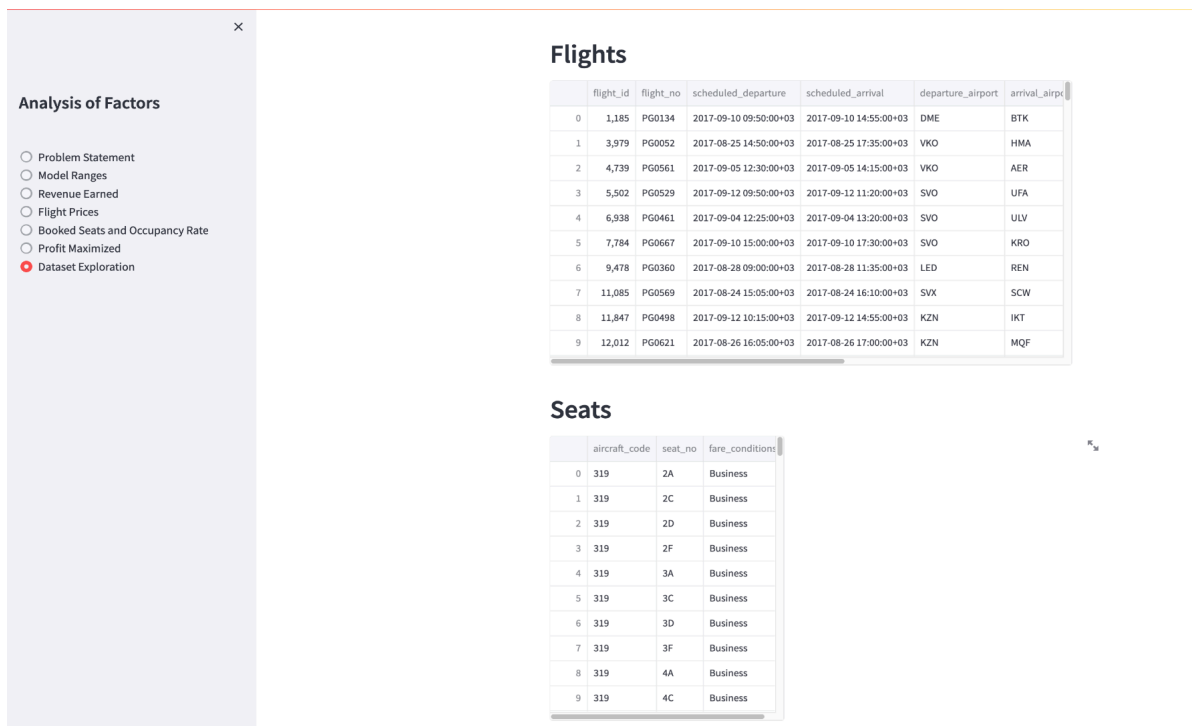 ×
Analysis of Factors
Problem Statement
Model Ranges
Revenue Earned
Flight Prices
Booked Seats and Occupancy Rate
Profit Maximized
Dataset Exploration
Flights
flight_id flight_no scheduled_departure scheduled_arrival departure_airport arrival_airpo
0 1,185 PG0134 2017-09-10 09:50:00+03 2017-09-10 14:55:00+03 DME BTK
1 3,979 PG0052 2017-08-25 14:50:00+03 2017-08-25 17:35:00+03 VKO HMA
2 4,739 PG0561 2017-09-05 12:30:00+03 2017-09-05 14:15:00+03 VKO AER
3 5,502 PG0529 2017-09-12 09:50:00+03 2017-09-12 11:20:00+03 SVO UFA
4 6,938 PG0461 2017-09-04 12:25:00+03 2017-09-04 13:20:00+03 SVO ULV
5 7,784 PG0667 2017-09-10 15:00:00+03 2017-09-10 17:30:00+03 SVO KRO
6 9,478 PG0360 2017-08-28 09:00:00+03 2017-08-28 11:35:00+03 LED REN
7 11,085 PG0569 2017-08-24 15:05:00+03 2017-08-24 16:10:00+03 SVX SCW
8 11,847 PG0498 2017-09-12 10:15:00+03 2017-09-12 14:55:00+03 KZN IKT
9 12,012 PG0621 2017-08-26 16:05:00+03 2017-08-26 17:00:00+03 KZN MQF
Seats
aircraft_code seat_no fare_conditions
0 319 2A Business
1 319 2C Business
2 319 2D Business
3 319 2F Business
4 319 3A Business
5 319 3C Business
6 319 3D Business
7 319 3F Business
8 319 4A Business
9 319 4C Business